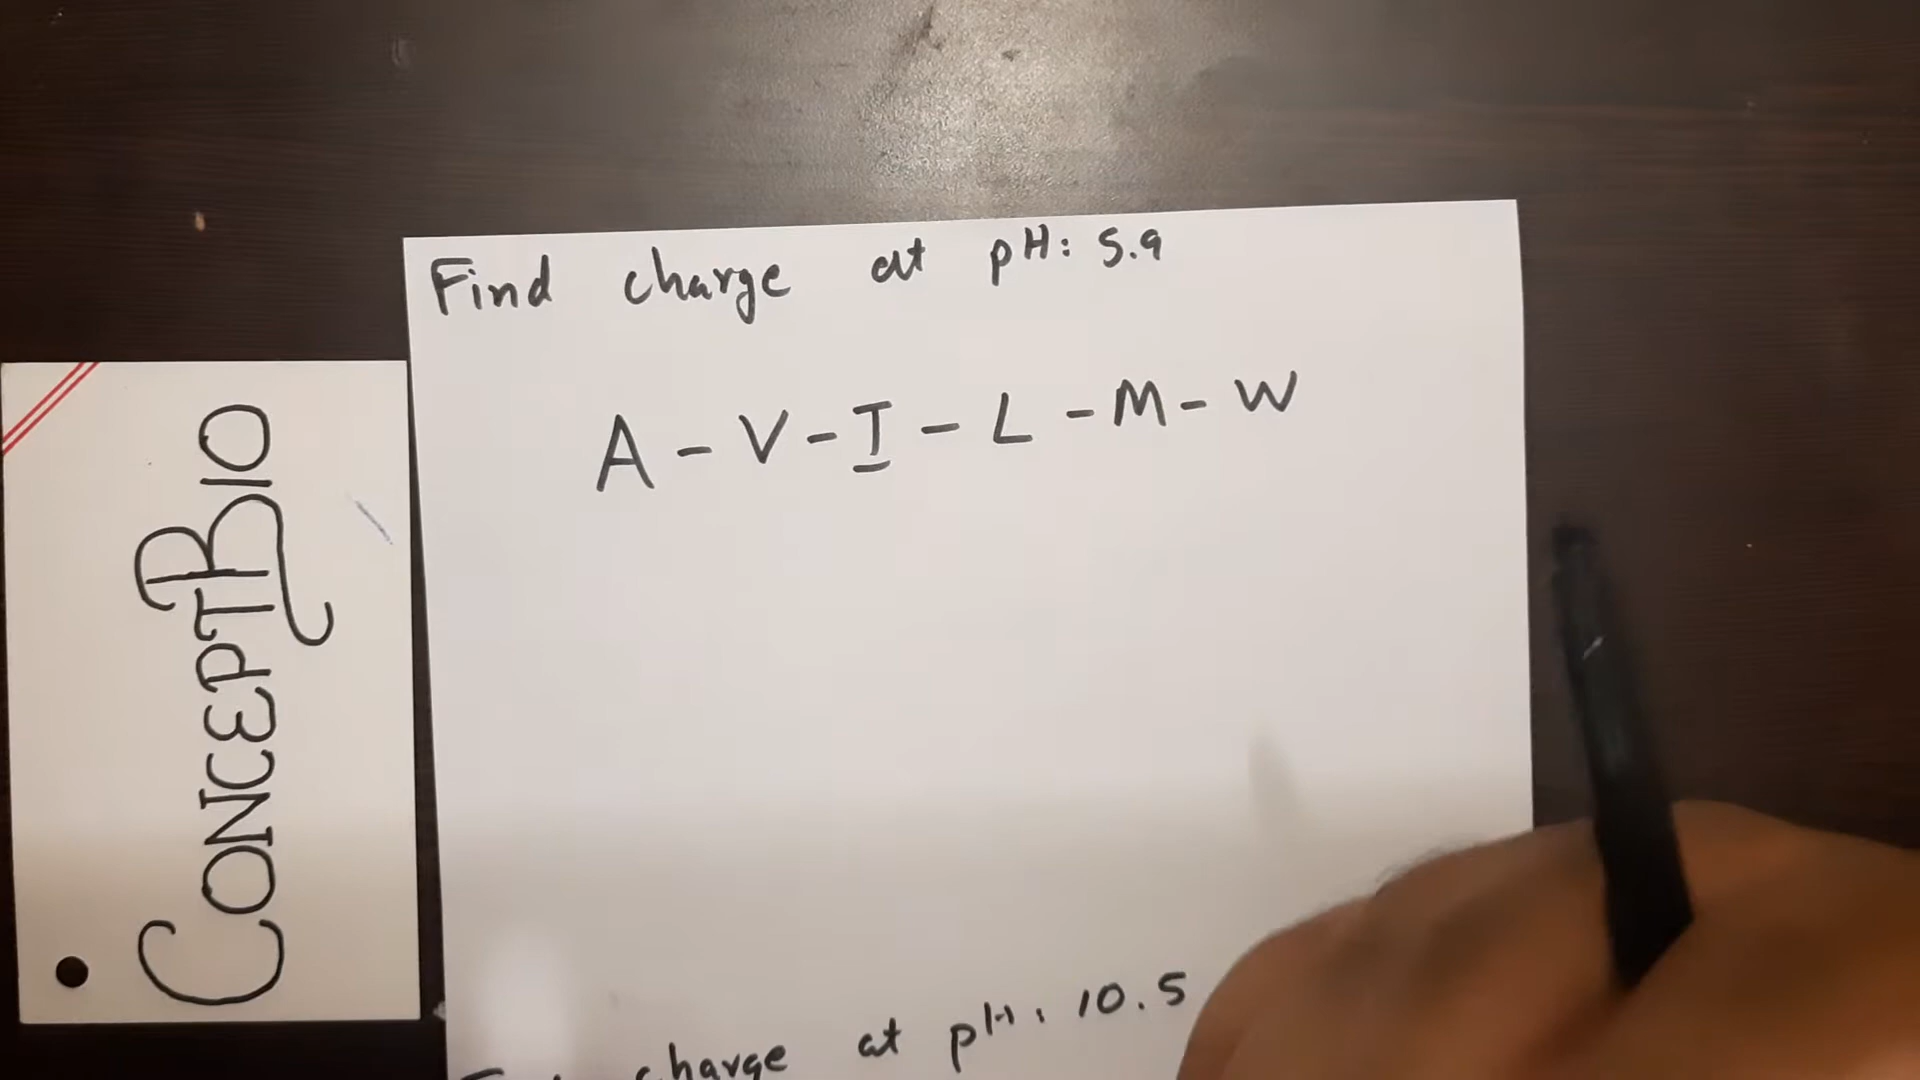 Find charge at pH: 5.9
A - V - I - L - M - W
CONCEPTBIO
charge at pH: 10.5